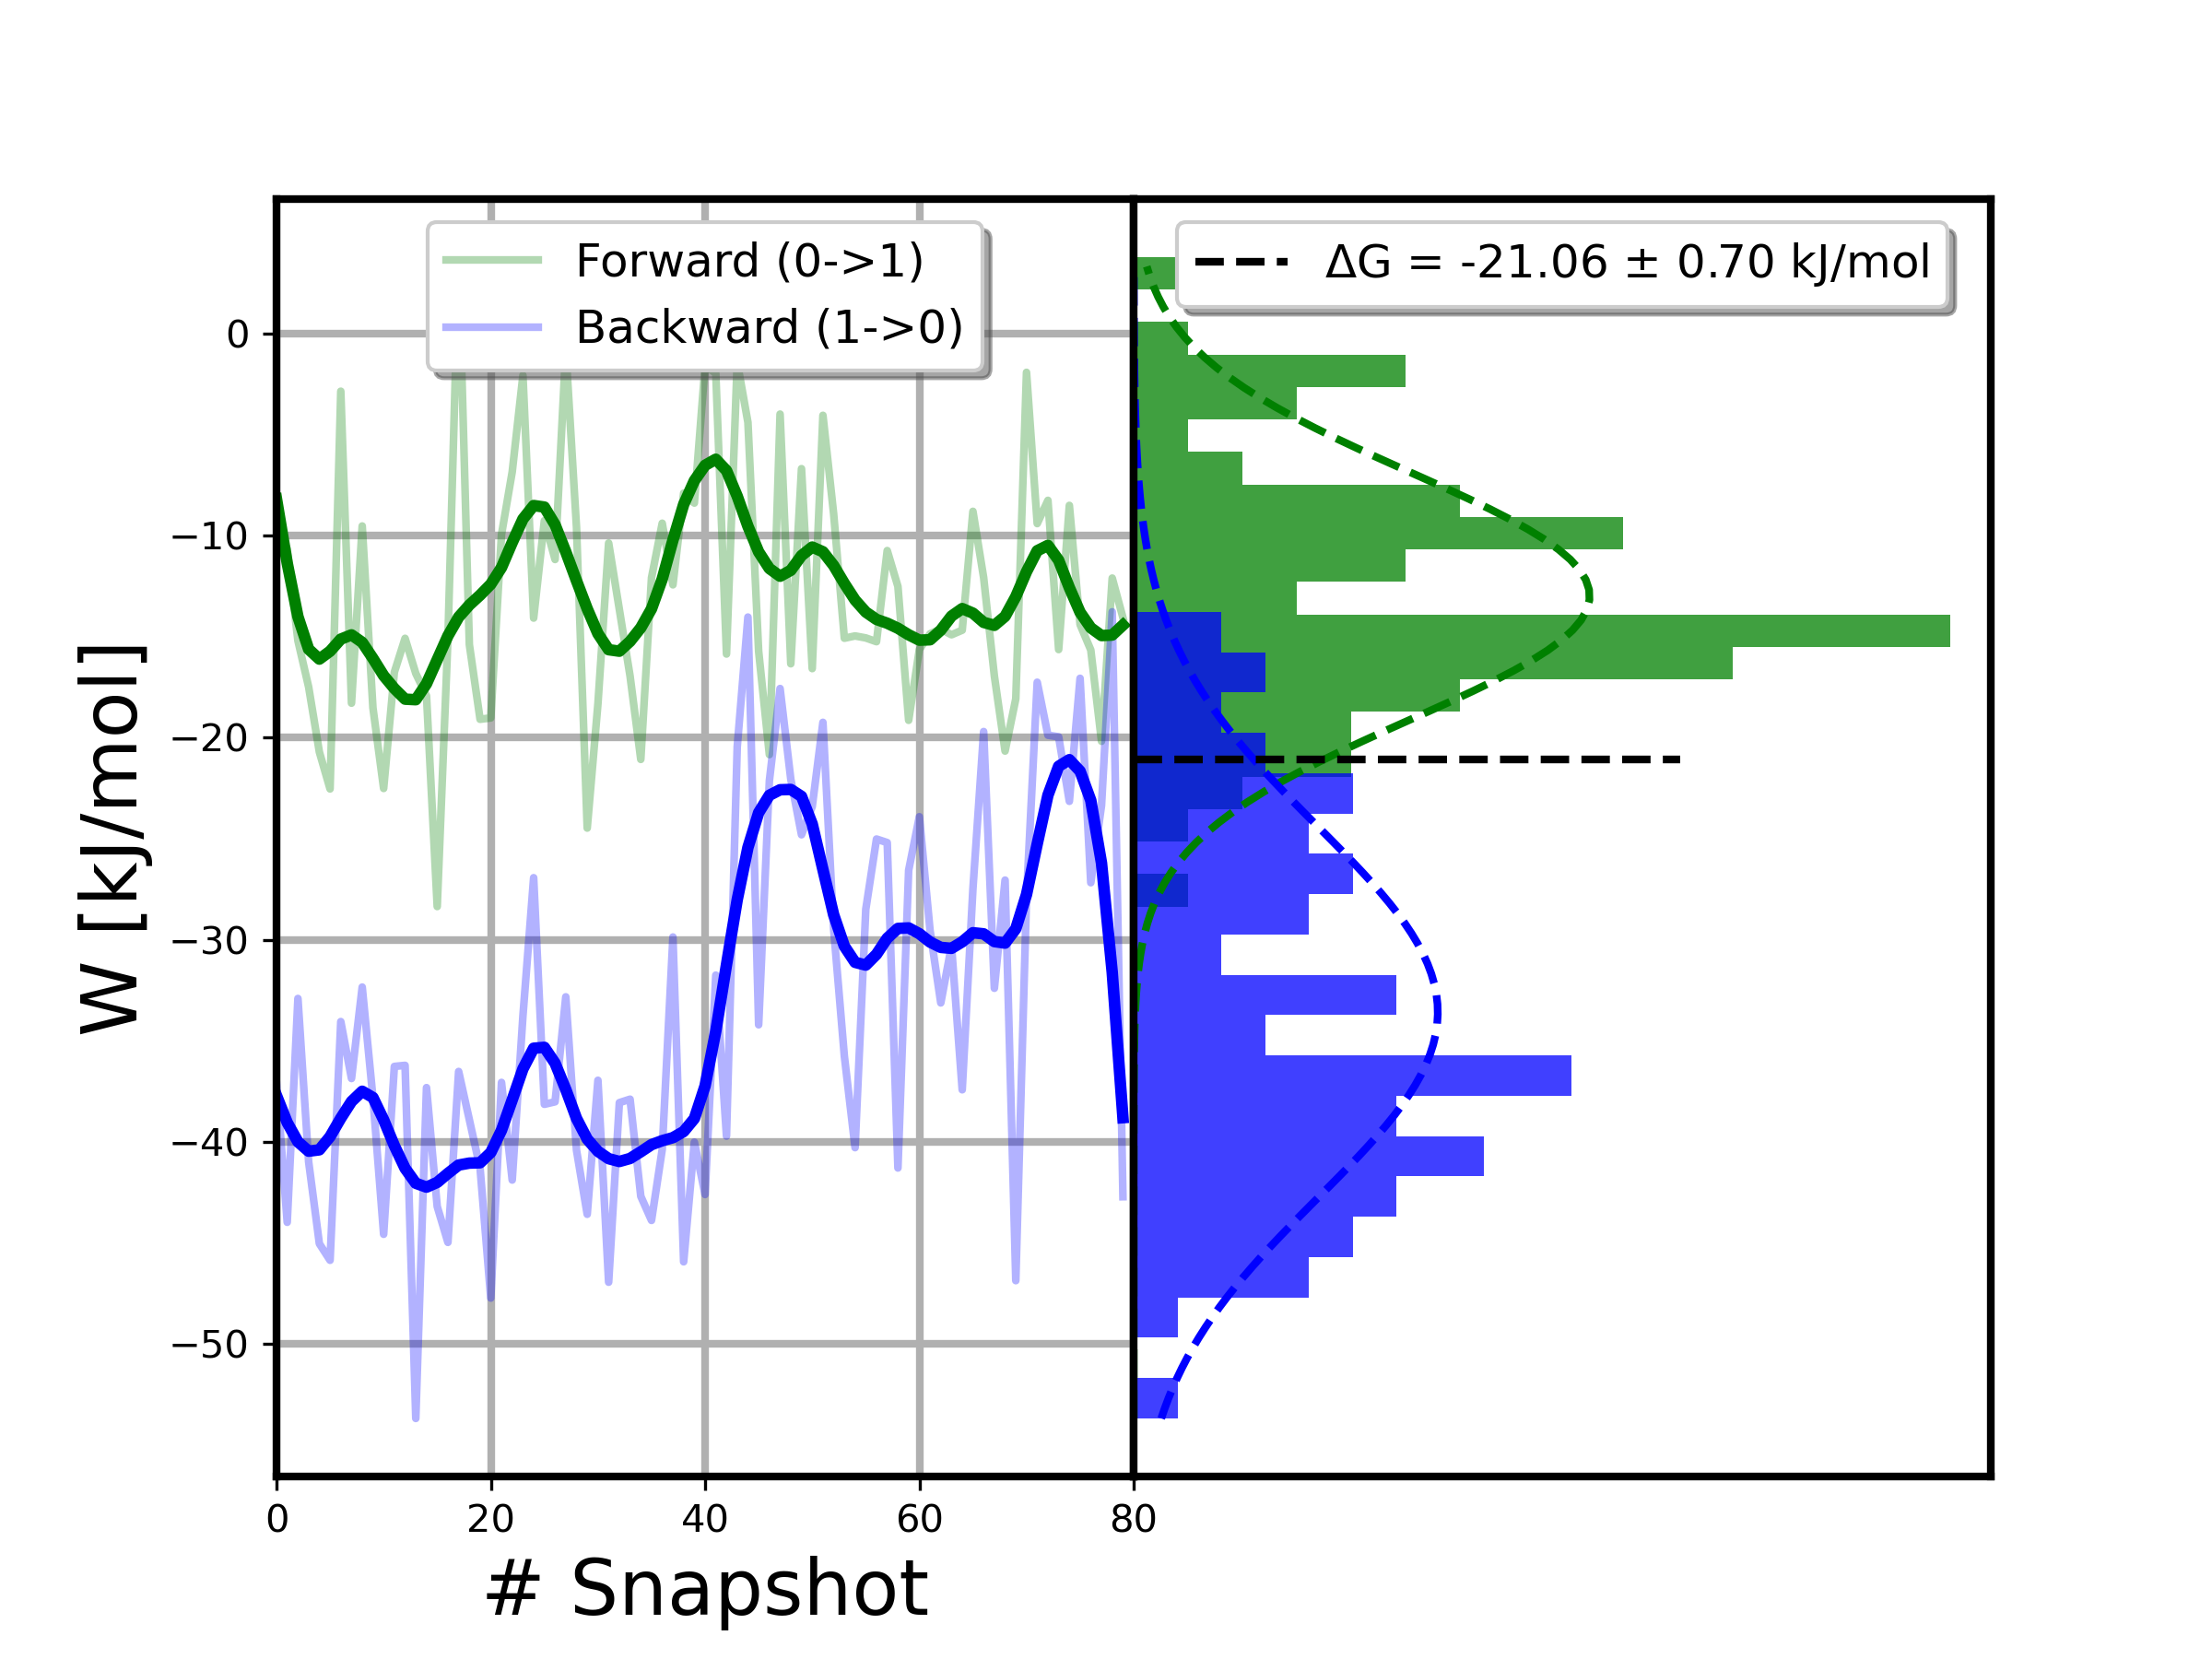 Forward (0->1)
Backward (1->0)
ΔG = -21.06 ± 0.70 kJ/mol
W [kJ/mol]
0
−10
−20
−30
−40
−50
0 20 40 60 80
# Snapshot